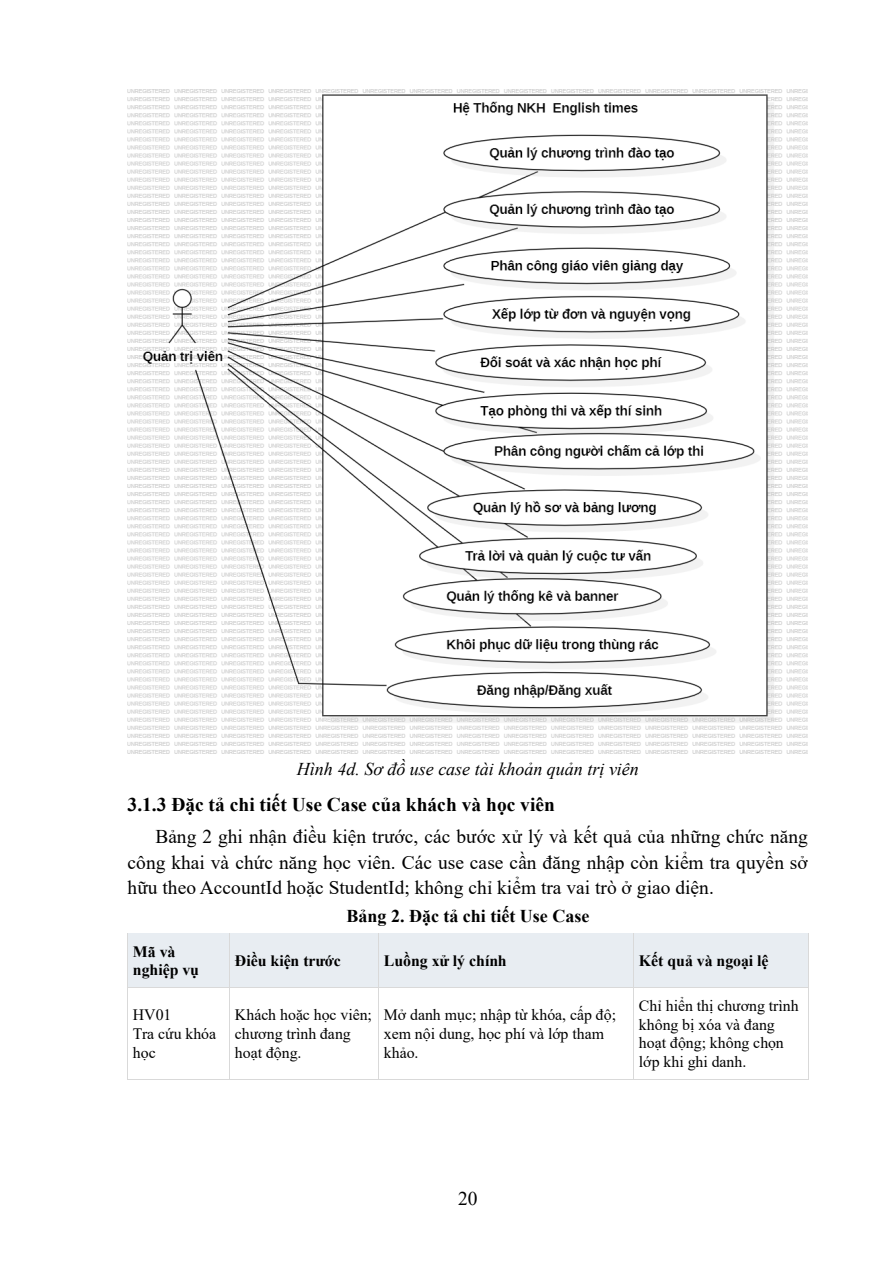 Hệ Thống NKH  English times
Quản lý chương trình đào tạo
Quản lý chương trình đào tạo
Phân công giáo viên giảng dạy
Xếp lớp từ đơn và nguyện vọng
Đối soát và xác nhận học phí
Quản trị viên
Tạo phòng thi và xếp thí sinh
Phân công người chấm cả lớp thi
Quản lý hồ sơ và bảng lương
Trả lời và quản lý cuộc tư vấn
Quản lý thống kê và banner
Khôi phục dữ liệu trong thùng rác
Đăng nhập/Đăng xuất
Hình 4d. Sơ đồ use case tài khoản quản trị viên
3.1.3 Đặc tả chi tiết Use Case của khách và học viên
Bảng 2 ghi nhận điều kiện trước, các bước xử lý và kết quả của những chức năng
công khai và chức năng học viên. Các use case cần đăng nhập còn kiểm tra quyền sở
hữu theo AccountId hoặc StudentId; không chỉ kiểm tra vai trò ở giao diện.
Bảng 2. Đặc tả chi tiết Use Case
Mã và
nghiệp vụ
Điều kiện trước
Luồng xử lý chính
Kết quả và ngoại lệ
HV01
Tra cứu khóa
học
Khách hoặc học viên;
chương trình đang
hoạt động.
Mở danh mục; nhập từ khóa, cấp độ;
xem nội dung, học phí và lớp tham
khảo.
Chỉ hiển thị chương trình
không bị xóa và đang
hoạt động; không chọn
lớp khi ghi danh.
20